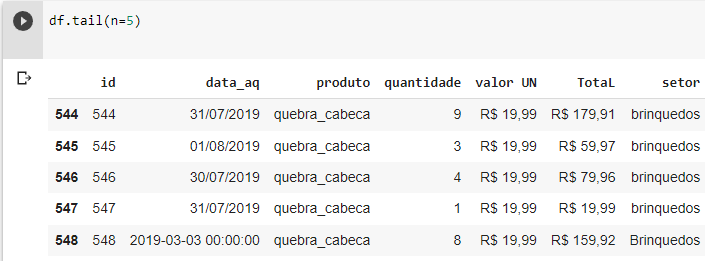 df.tail(n=5)
id data_aq produto quantidade valor UN TotaL setor
544 544 31/07/2019 quebra_cabeca 9 R$ 19,99 R$ 179,91 brinquedos
545 545 01/08/2019 quebra_cabeca 3 R$ 19,99 R$ 59,97 brinquedos
546 546 30/07/2019 quebra_cabeca 4 R$ 19,99 R$ 79,96 brinquedos
547 547 31/07/2019 quebra_cabeca 1 R$ 19,99 R$ 19,99 brinquedos
548 548 2019-03-03 00:00:00 quebra_cabeca 8 R$ 19,99 R$ 159,92 Brinquedos